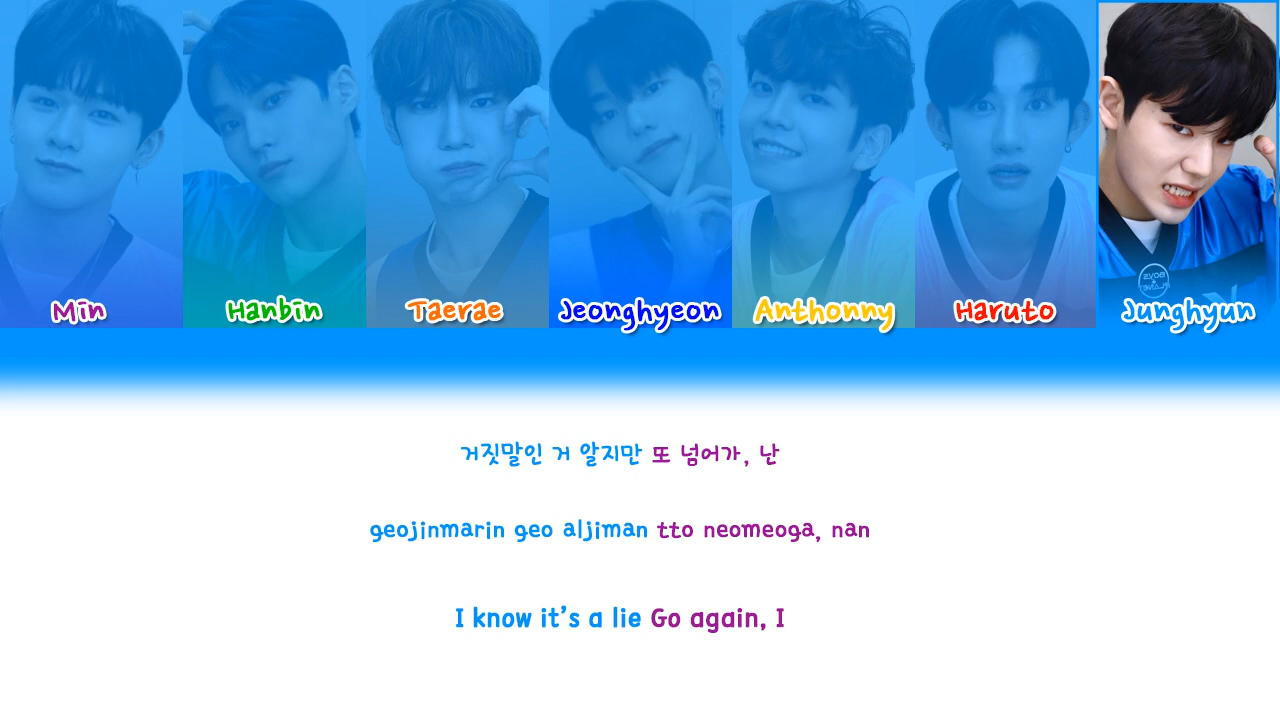 Min Hanbin Taerae Jeonghyeon Anthonny Haruto Junghyun
거짓말인 거 알지만 또 넘어가, 난
geojinmarin geo aljiman tto neomeoga, nan
I know it's a lie Go again, I